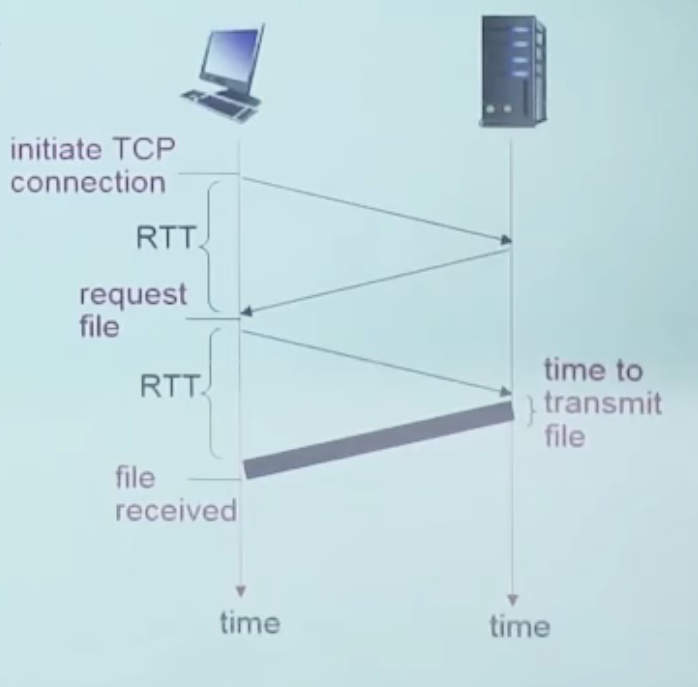 initiate TCP
connection
RTT
request
file
RTT
time to
transmit
file
file
received
time
time